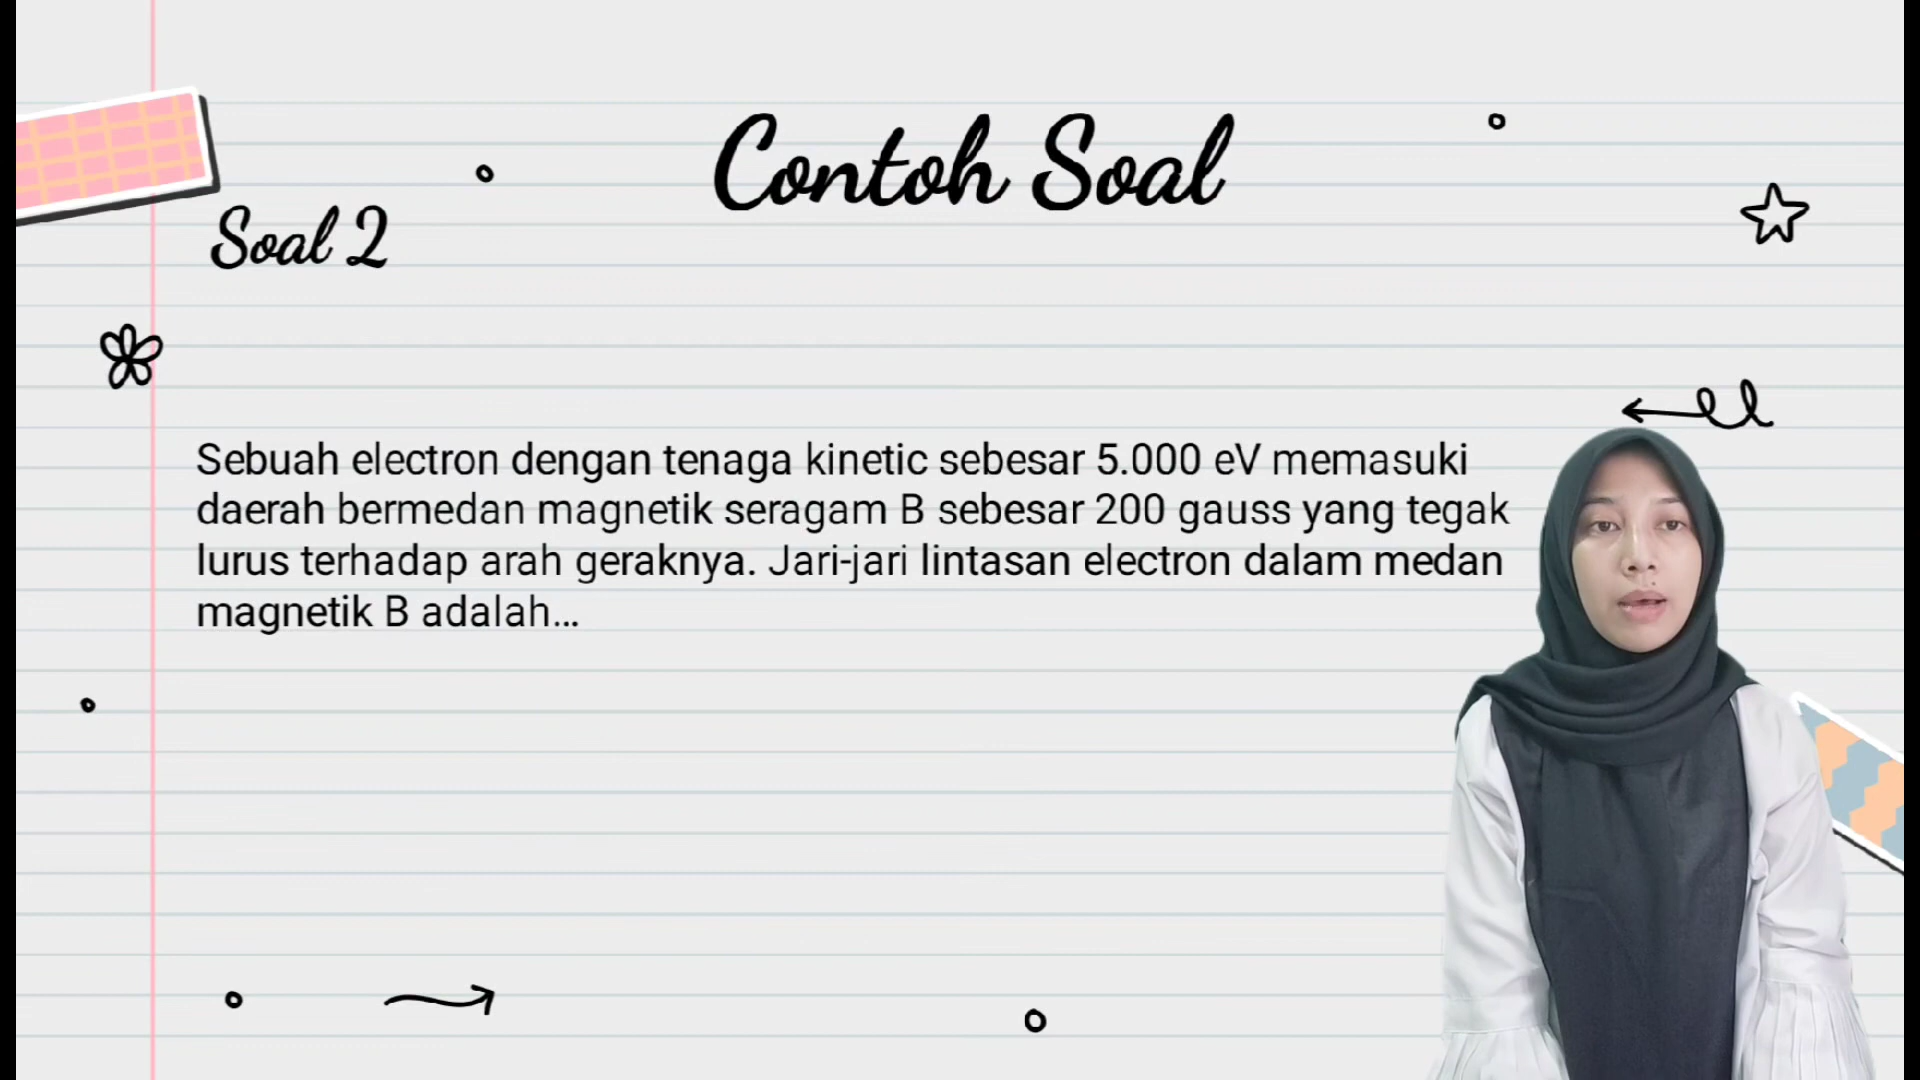 Contoh Soal
Soal 2
Sebuah electron dengan tenaga kinetic sebesar 5.000 eV memasuki
daerah bermedan magnetik seragam B sebesar 200 gauss yang tegak
lurus terhadap arah geraknya. Jari-jari lintasan electron dalam medan
magnetik B adalah...